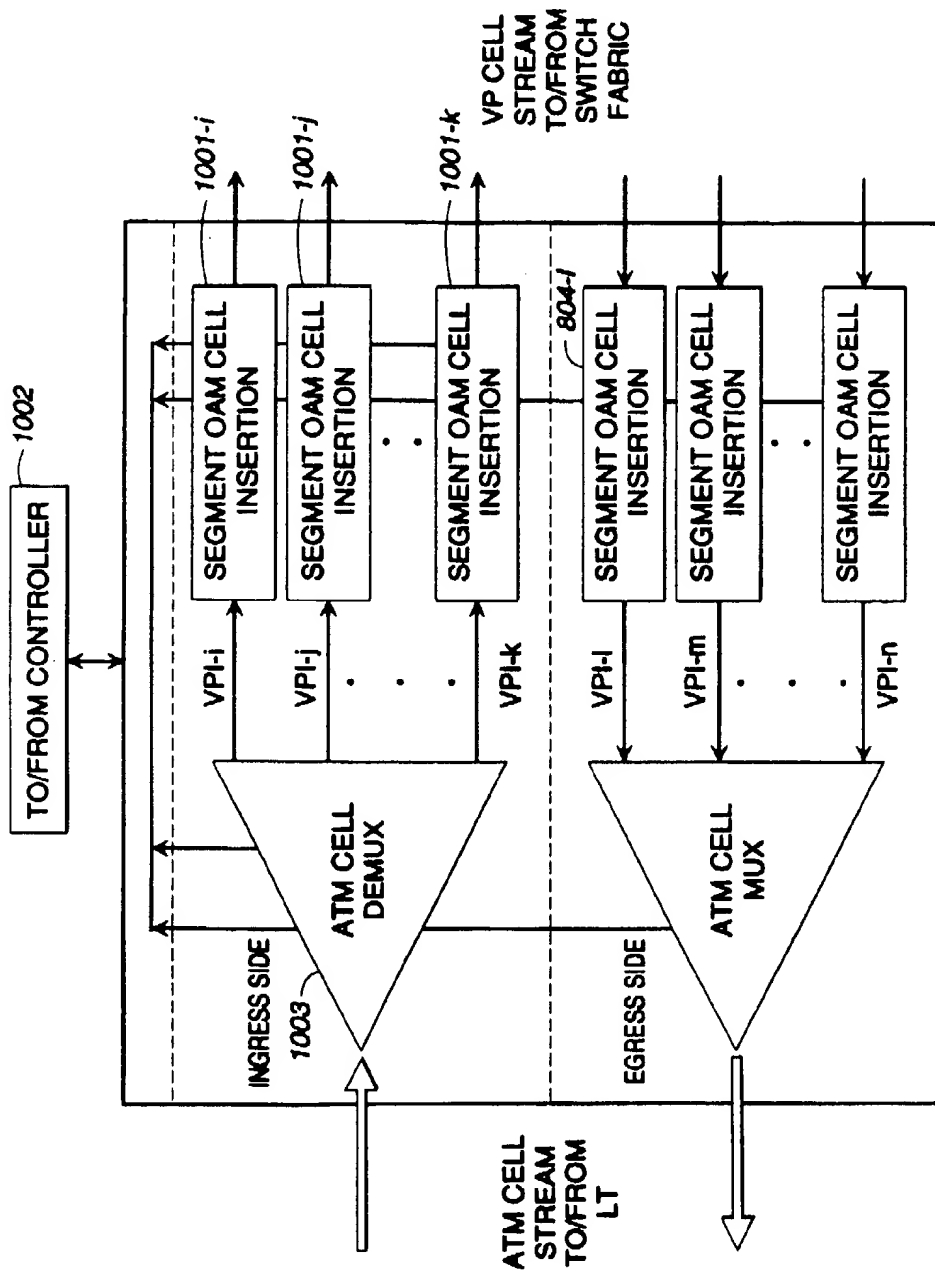 TO/FROM CONTROLLER
1002
INGRESS SIDE
1003
ATM CELL
DEMUX
VPI-i
VPI-j
VPI-k
SEGMENT OAM CELL
INSERTION
1001-i
SEGMENT OAM CELL
INSERTION
1001-j
SEGMENT OAM CELL
INSERTION
1001-k
VP CELL
STREAM
TO/FROM
SWITCH
FABRIC
ATM CELL
STREAM
TO/FROM
LT
EGRESS SIDE
ATM CELL
MUX
VPI-l
VPI-m
VPI-n
804-l
SEGMENT OAM CELL
INSERTION
SEGMENT OAM CELL
INSERTION
SEGMENT OAM CELL
INSERTION